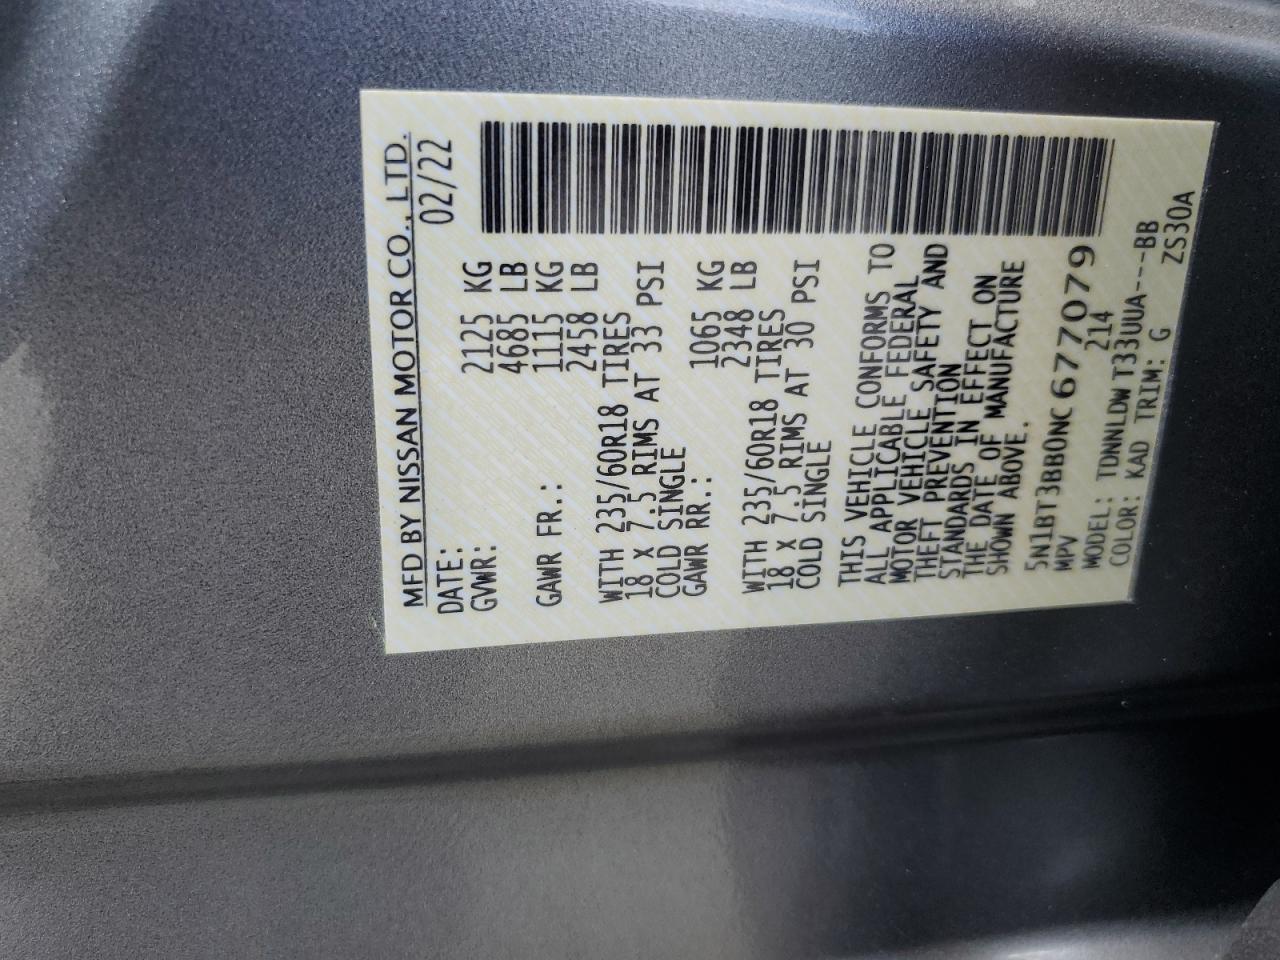 MFD BY NISSAN MOTOR CO., LTD.
DATE: 02/22
GVWR: 2125 KG
4685 LB
GAWR FR.: 1115 KG
2458 LB
WITH 235/60R18 TIRES
18 X 7.5 RIMS AT 33 PSI
COLD SINGLE
GAWR RR.: 1065 KG
2348 LB
WITH 235/60R18 TIRES
18 X 7.5 RIMS AT 30 PSI
COLD SINGLE
THIS VEHICLE CONFORMS TO
ALL APPLICABLE FEDERAL
MOTOR VEHICLE SAFETY AND
THEFT PREVENTION
STANDARDS IN EFFECT ON
THE DATE OF MANUFACTURE
SHOWN ABOVE.
5N1BT3BB0NC677079
MPV 214
MODEL: TDNNLDWT33UUA---BB
COLOR: KAD TRIM: G ZS30A